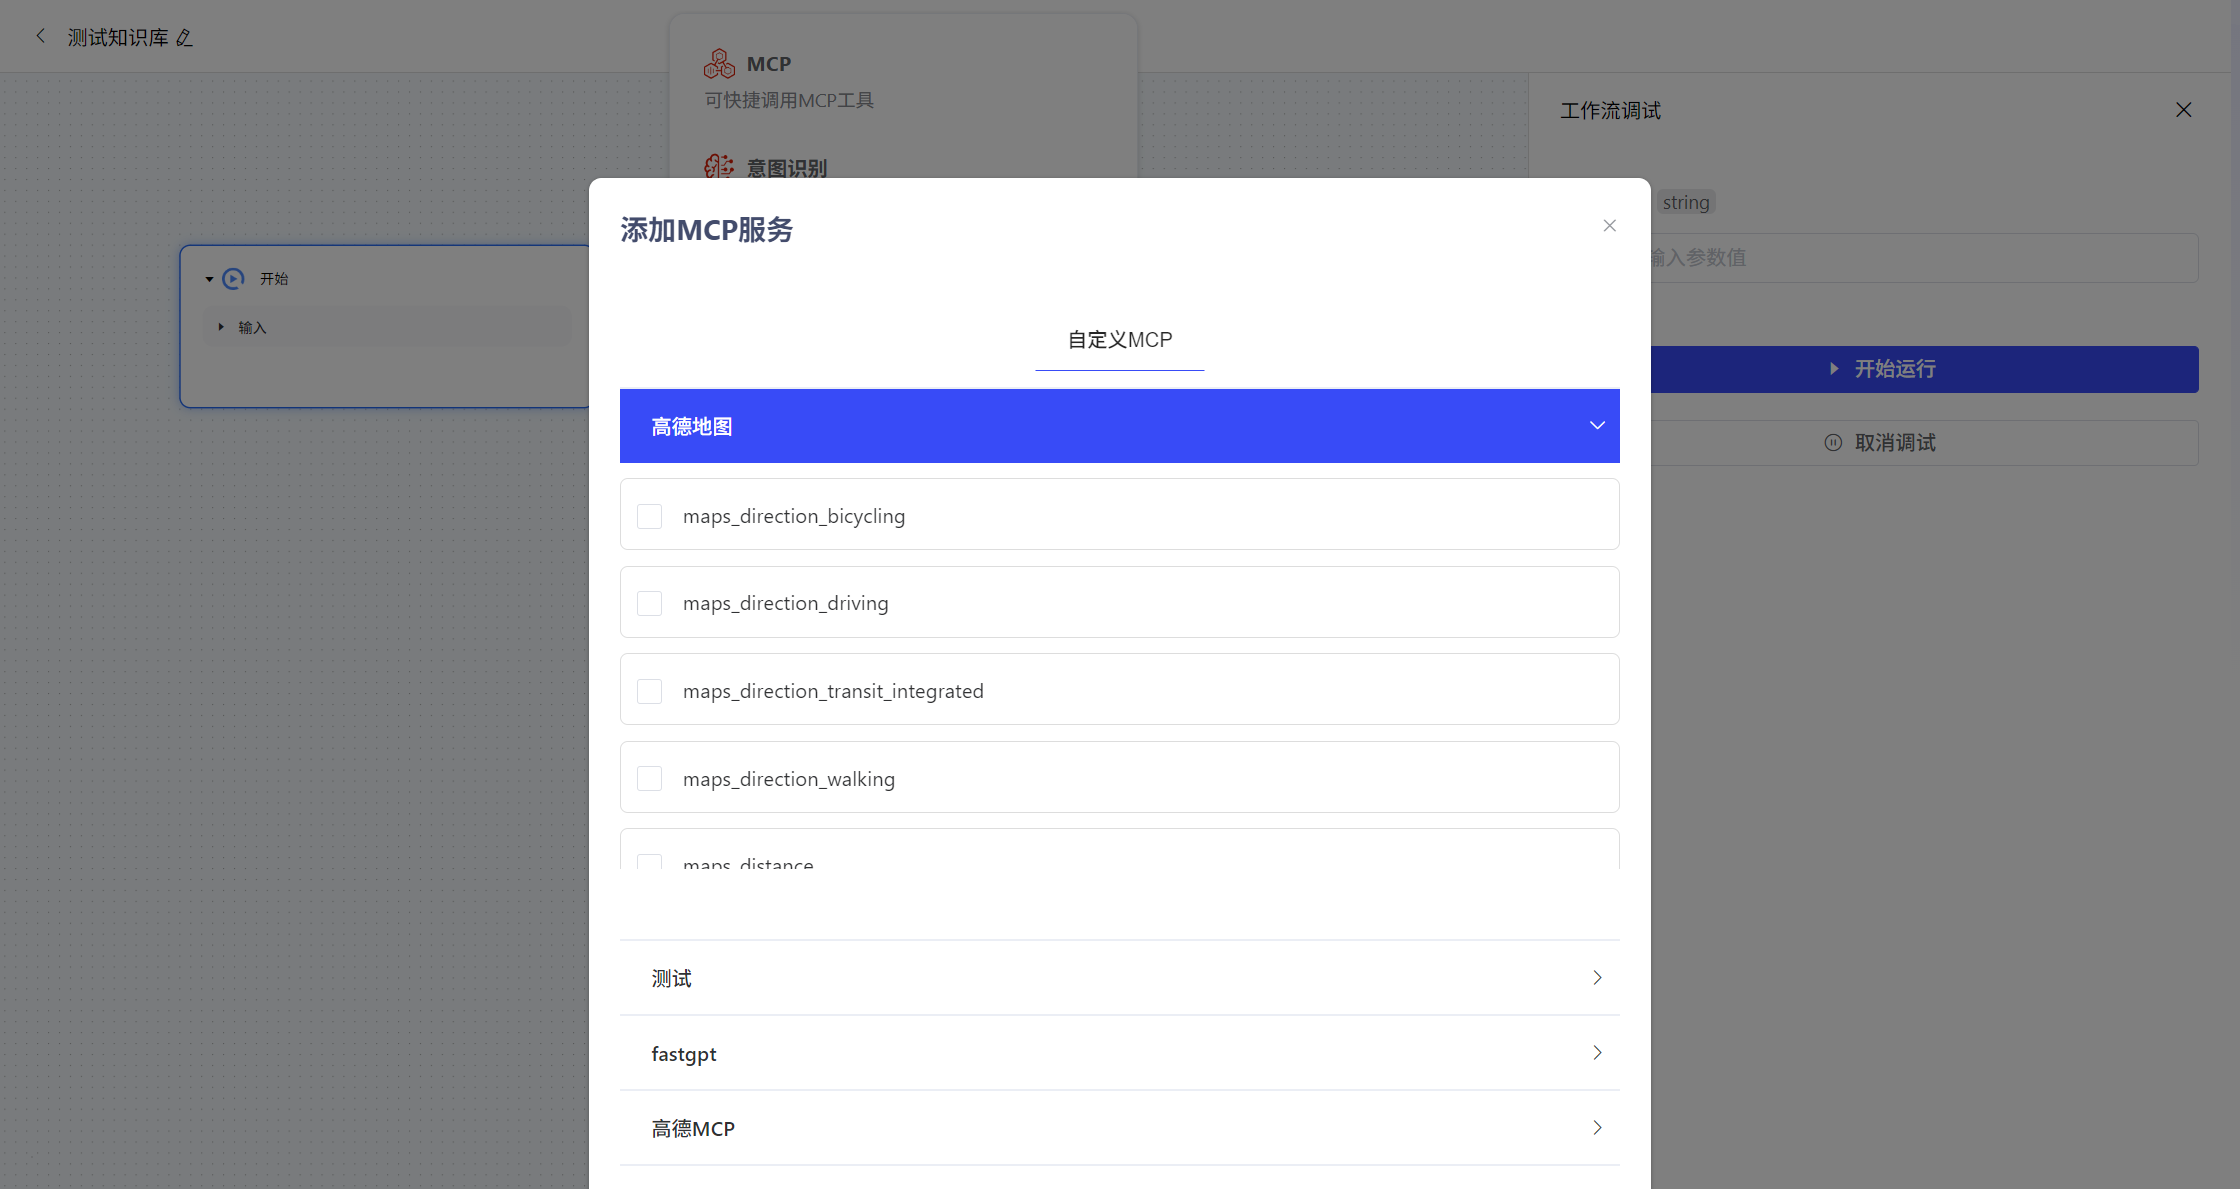 测试知识库
MCP
可快捷调用MCP工具
意图识别
开始
输入
添加MCP服务
自定义MCP
高德地图
maps_direction_bicycling
maps_direction_driving
maps_direction_transit_integrated
maps_direction_walking
maps_distance
测试
fastgpt
高德MCP
工作流调试
string
输入参数值
开始运行
取消调试